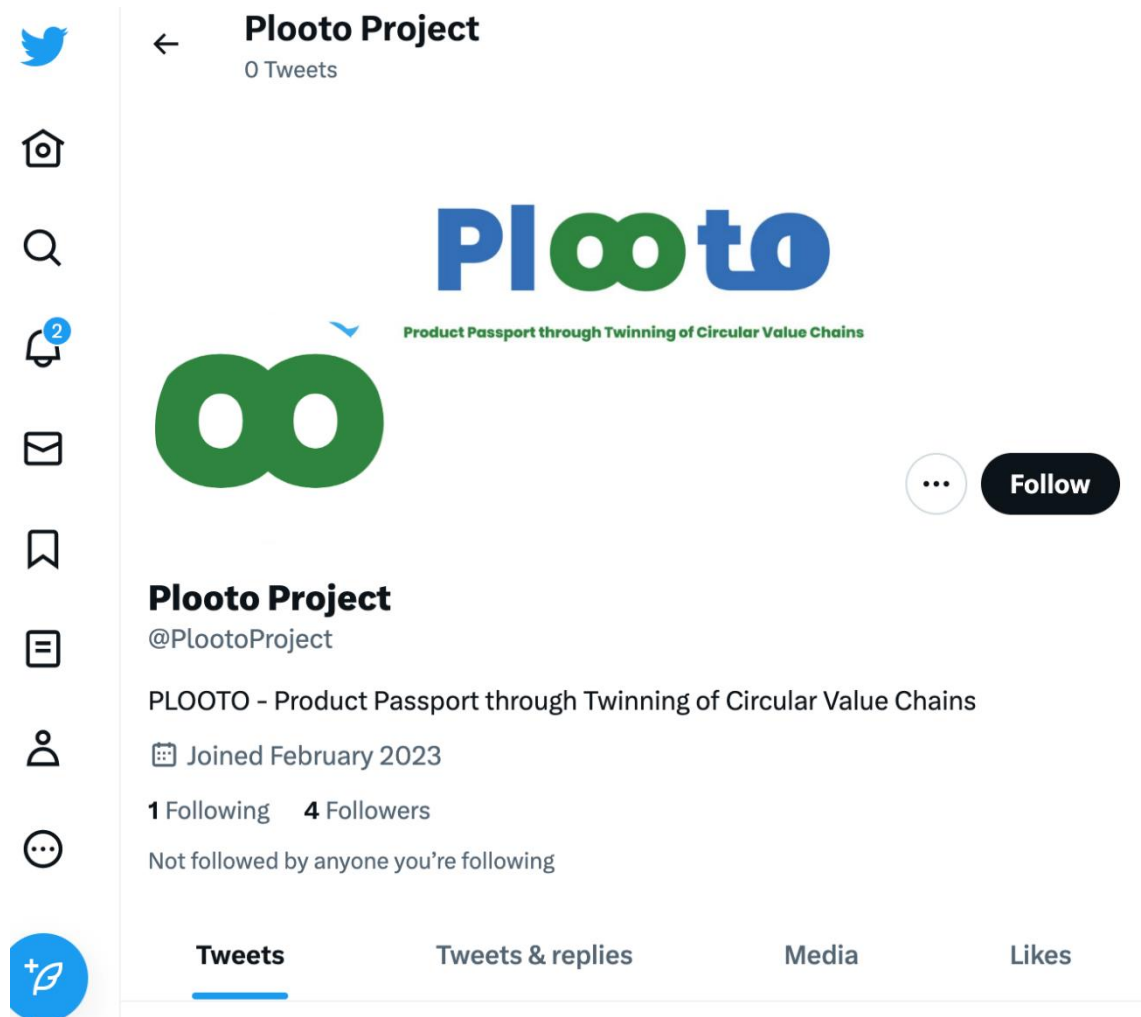 Plooto Project
0 Tweets
Plooto
Product Passport through Twinning of Circular Value Chains
2
Follow
Plooto Project
@PlootoProject
PLOOTO - Product Passport through Twinning of Circular Value Chains
Joined February 2023
1 Following 4 Followers
Not followed by anyone you’re following
Tweets Tweets & replies Media Likes